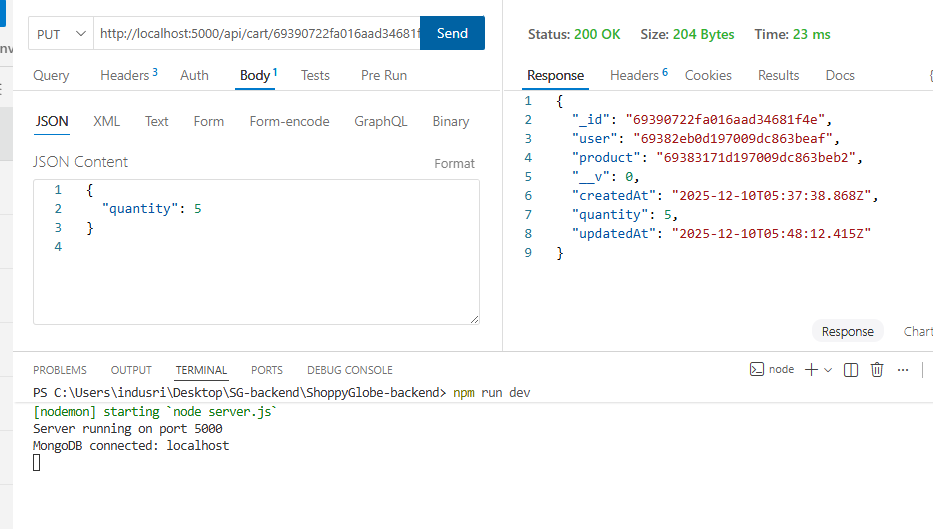 PUT
http://localhost:5000/api/cart/69390722fa016aad34681f
Send
Query
Headers 3
Auth
Body 1
Tests
Pre Run
JSON
XML
Text
Form
Form-encode
GraphQL
Binary
JSON Content
Format
1 {
2 "quantity": 5
3 }
4
Status: 200 OK
Size: 204 Bytes
Time: 23 ms
Response
Headers 6
Cookies
Results
Docs
{
1 {
2 "_id": "69390722fa016aad34681f4e",
3 "user": "69382eb0d197009dc863beaf",
4 "product": "69383171d197009dc863beb2",
5 "__v": 0,
6 "createdAt": "2025-12-10T05:37:38.868Z",
7 "quantity": 5,
8 "updatedAt": "2025-12-10T05:48:12.415Z"
9 }
Response
Chart
PROBLEMS
OUTPUT
TERMINAL
PORTS
DEBUG CONSOLE
node
PS C:\Users\indusri\Desktop\SG-backend\ShoppyGlobe-backend> npm run dev
[nodemon] starting `node server.js`
Server running on port 5000
MongoDB connected: localhost